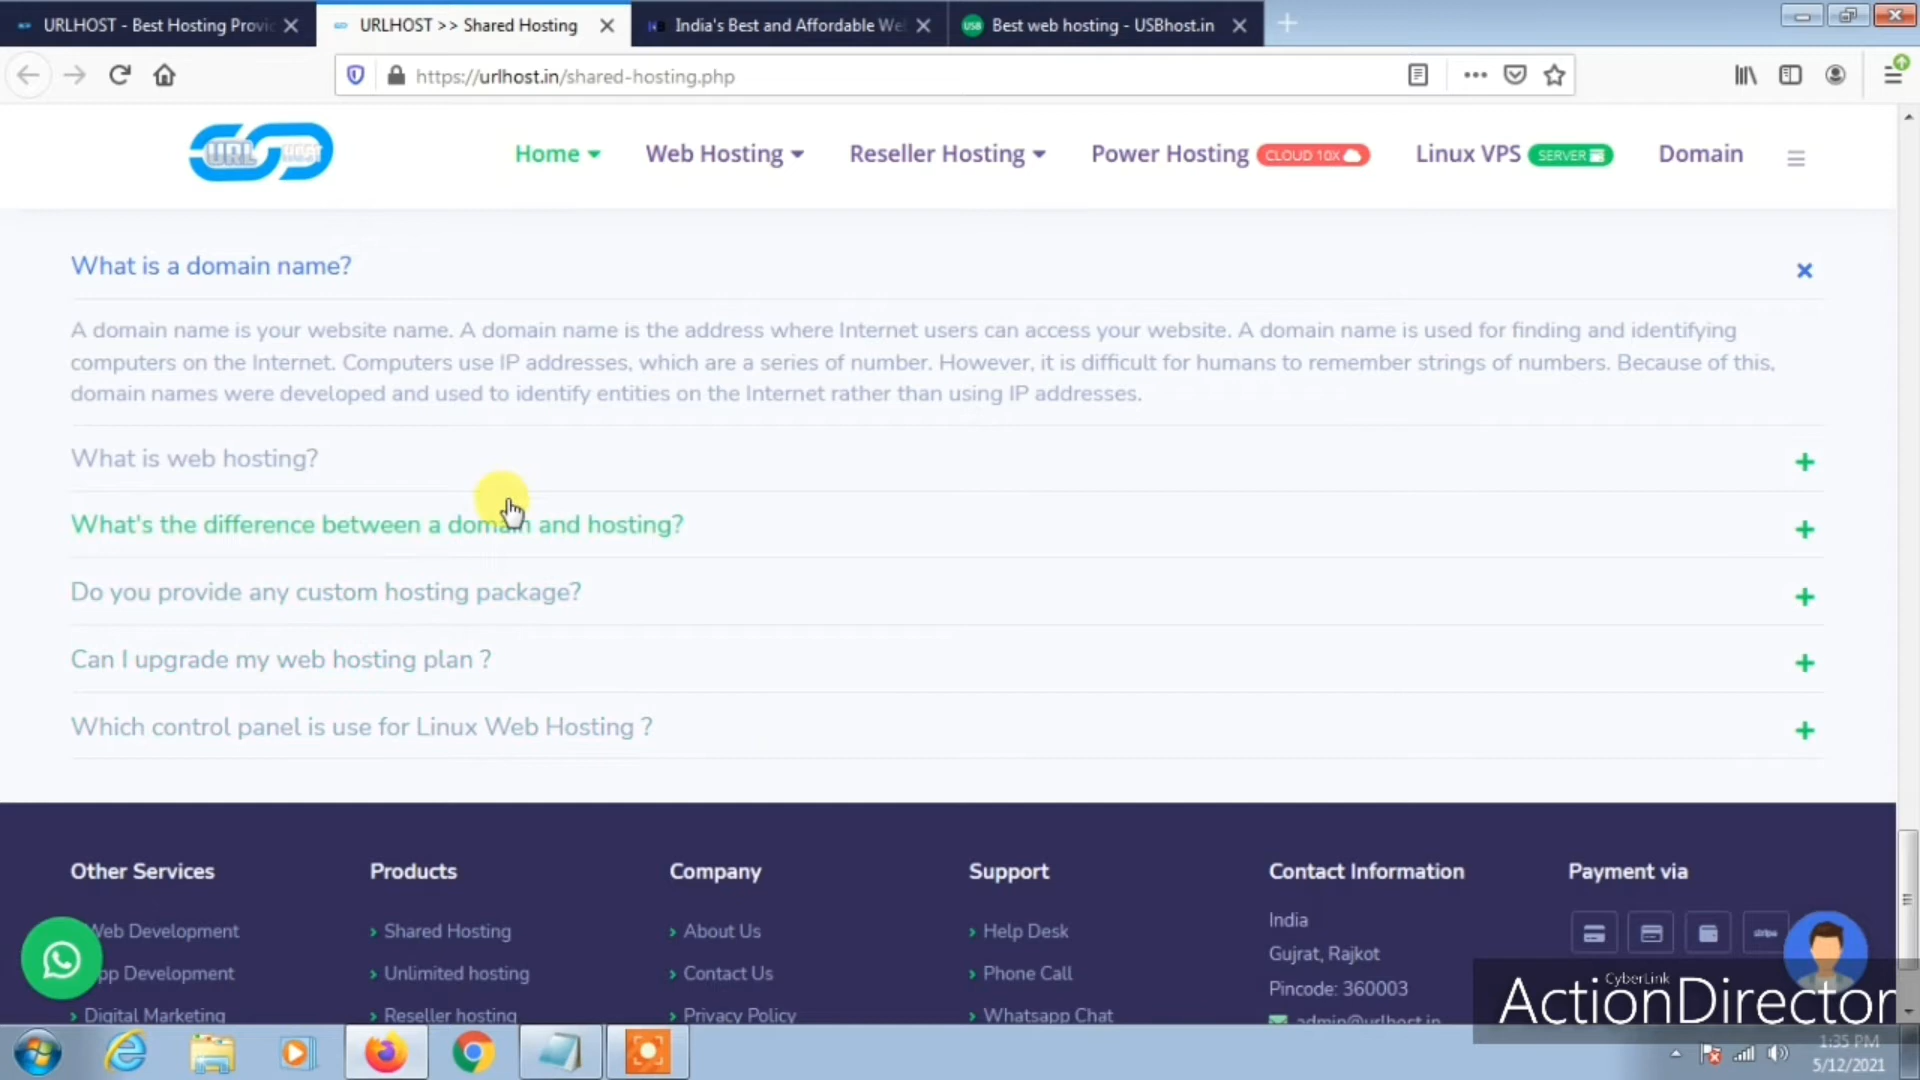 URLHOST - Best Hosting Provi
URLHOST >> Shared Hosting
India's Best and Affordable We
USB
Best web hosting - USBhost.in
https://urlhost.in/shared-hosting.php
URL HOST
Home
Web Hosting
Reseller Hosting
Power Hosting
CLOUD 10X
Linux VPS
SERVER
Domain
What is a domain name?
A domain name is your website name. A domain name is the address where Internet users can access your website. A domain name is used for finding and identifying
computers on the Internet. Computers use IP addresses, which are a series of number. However, it is difficult for humans to remember strings of numbers. Because of this,
domain names were developed and used to identify entities on the Internet rather than using IP addresses.
What is web hosting?
What's the difference between a domain and hosting?
Do you provide any custom hosting package?
Can I upgrade my web hosting plan ?
Which control panel is use for Linux Web Hosting ?
Other Services
Products
Company
Support
Contact Information
Payment via
Web Development
Shared Hosting
About Us
Help Desk
India
App Development
Unlimited hosting
Contact Us
Phone Call
Gujrat, Rajkot
Pincode: 360003
Digital Marketing
Reseller hosting
Privacy Policy
Whatsapp Chat
admin@urlhost.in
stripe
CyberLink
ActionDirector
1:35 PM
5/12/2021